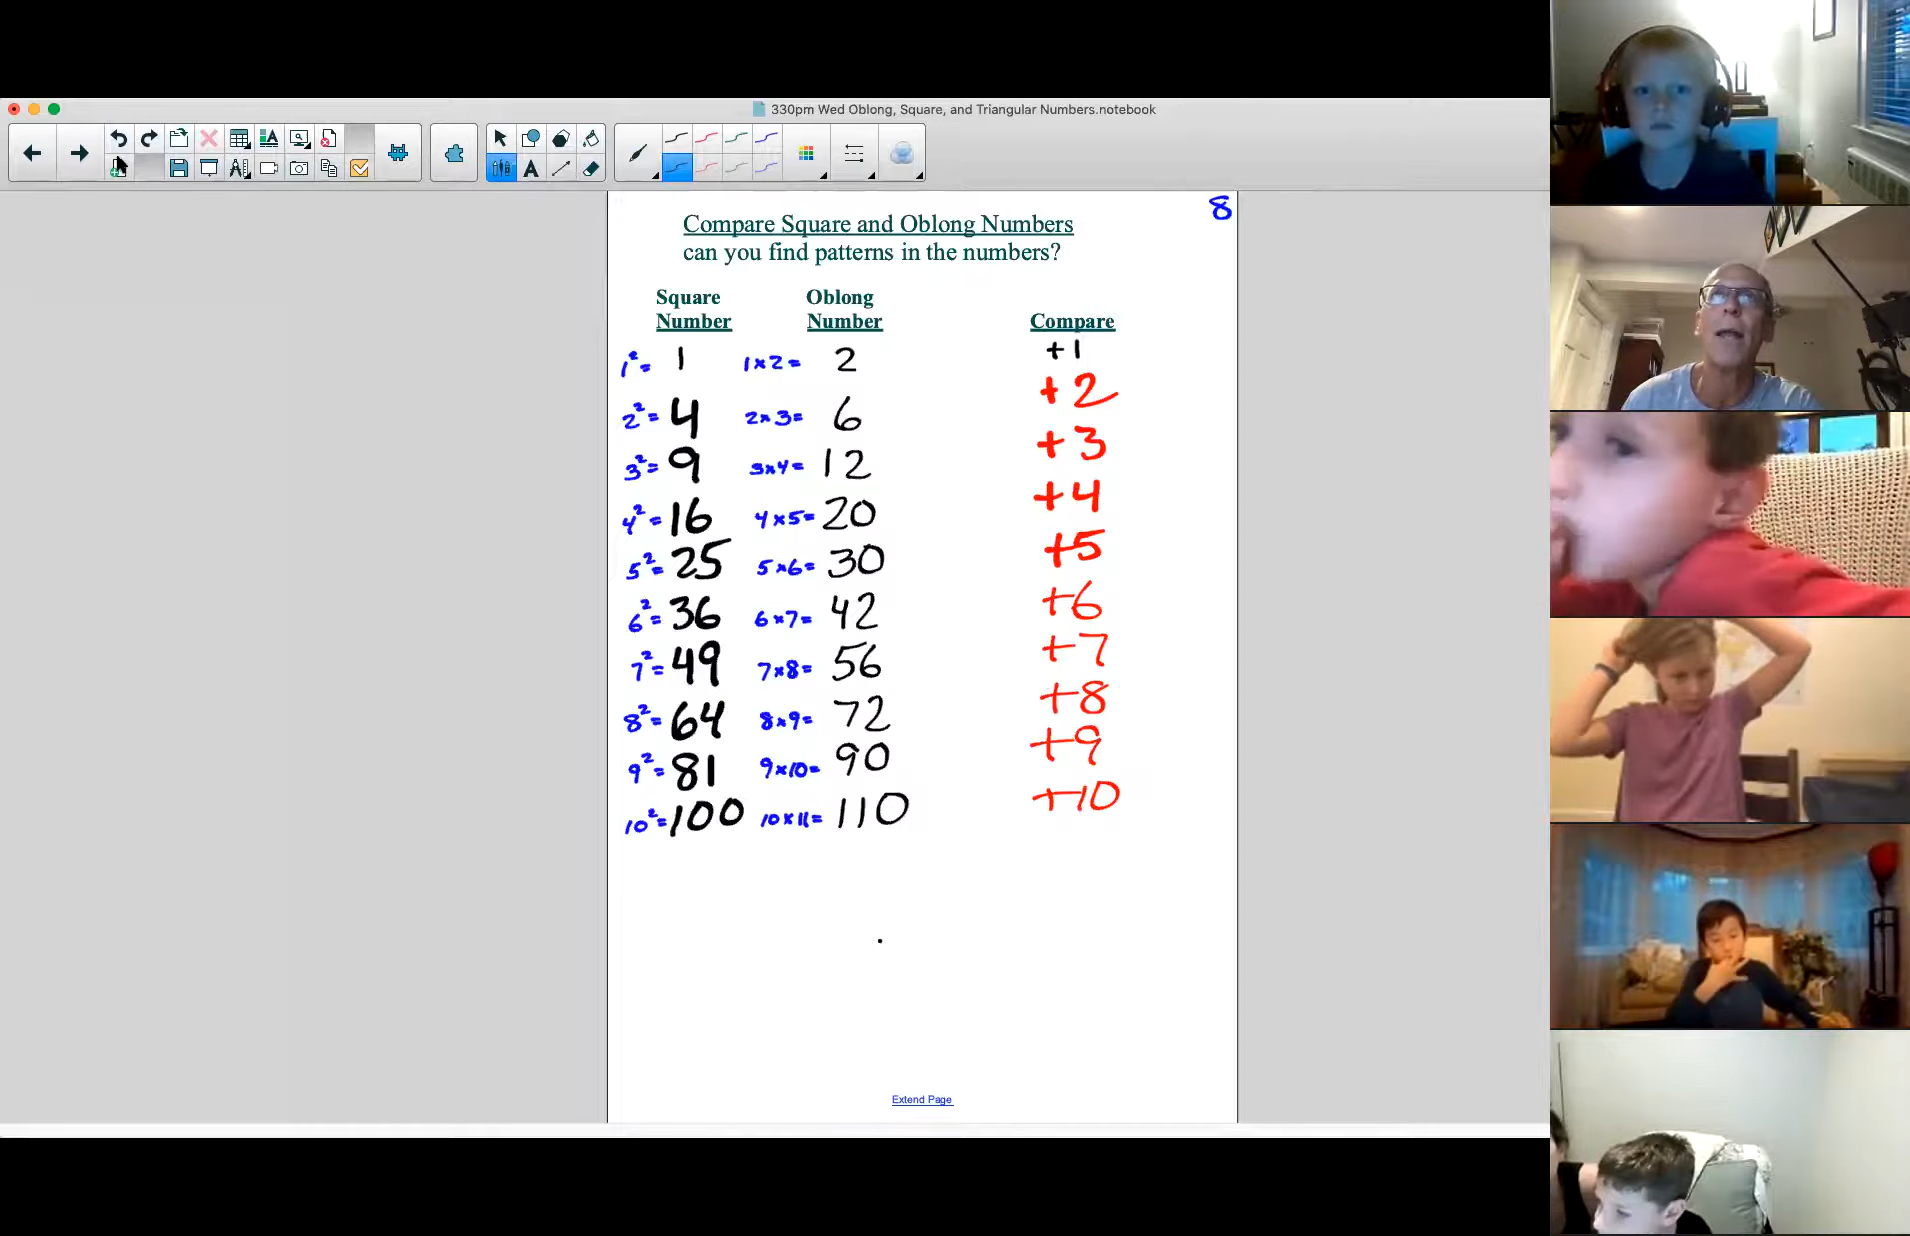 330pm Wed Oblong, Square, and Triangular Numbers.notebook
A
8
Compare Square and Oblong Numbers
can you find patterns in the numbers?
Square Number
Oblong Number
Compare
1²= 1 1×2= 2 +1
2²= 4 2×3= 6 +2
3²= 9 3×4= 12 +3
4²= 16 4×5= 20 +4
5²= 25 5×6= 30 +5
6²= 36 6×7= 42 +6
7²= 49 7×8= 56 +7
8²= 64 8×9= 72 +8
9²= 81 9×10= 90 +9
10²= 100 10×11= 110 +10
Extend Page